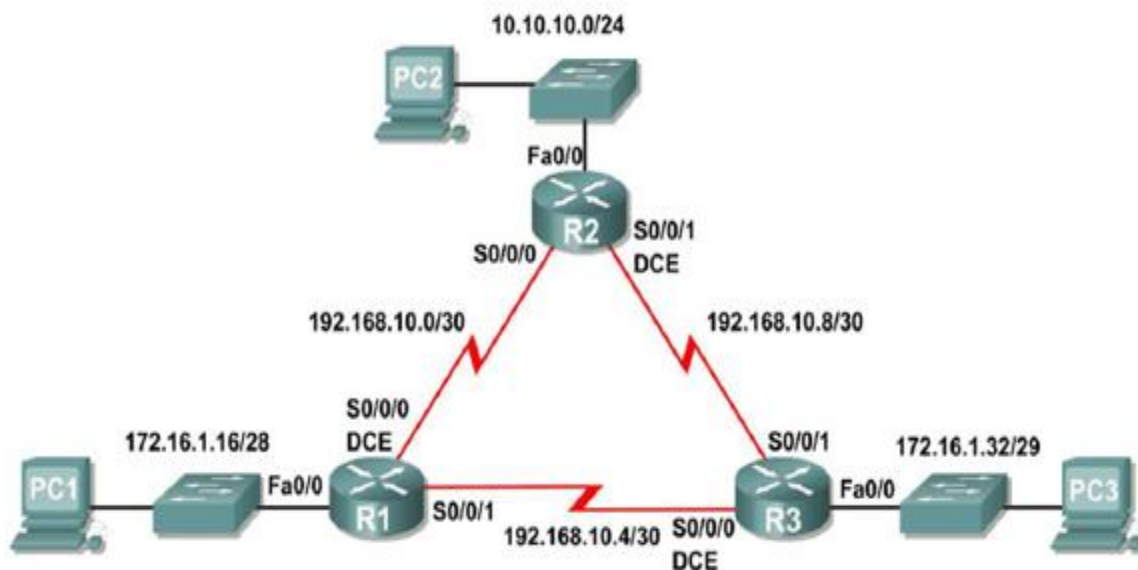 10.10.10.0/24
PC2
Fa0/0
R2
S0/0/1
DCE
S0/0/0
192.168.10.0/30
192.168.10.8/30
S0/0/0
DCE
172.16.1.16/28
PC1
Fa0/0
R1
S0/0/1
192.168.10.4/30
S0/0/0
DCE
S0/0/1
R3
Fa0/0
172.16.1.32/29
PC3